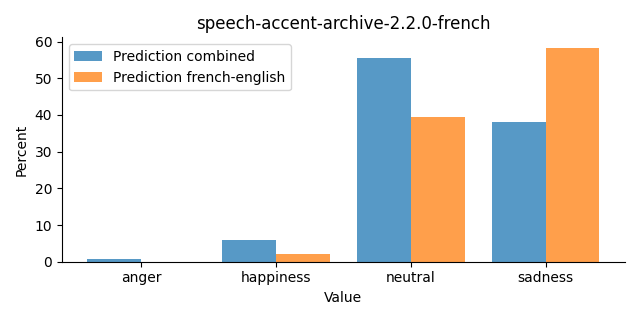 speech-accent-archive-2.2.0-french
Prediction combined
Prediction french-english
60
50
40
30
20
10
0
Percent
anger happiness neutral sadness
Value